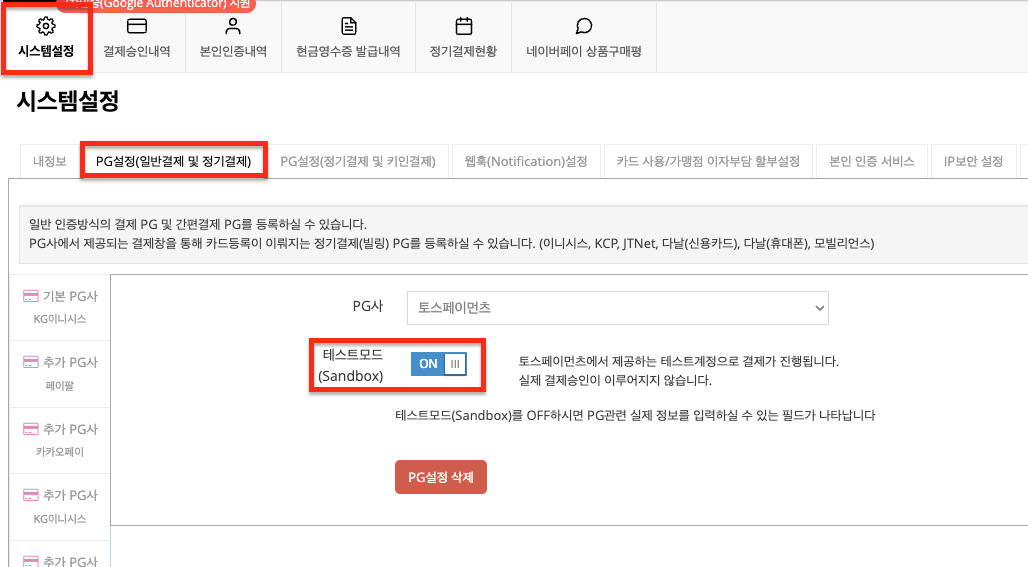 (Google Authenticator) 지원
시스템설정
결제승인내역
본인인증내역
현금영수증 발급내역
정기결제현황
네이버페이 상품구매평
시스템설정
내정보
PG설정(일반결제 및 정기결제)
PG설정(정기결제 및 키인결제)
웹훅(Notification)설정
카드 사용/가맹점 이자부담 할부설정
본인 인증 서비스
IP보안 설정
일반 인증방식의 결제 PG 및 간편결제 PG를 등록하실 수 있습니다.
PG사에서 제공되는 결제창을 통해 카드등록이 이뤄지는 정기결제(빌링) PG를 등록하실 수 있습니다. (이니시스, KCP, JTNet, 다날(신용카드), 다날(휴대폰), 모빌리언스)
기본 PG사
KG이니시스
추가 PG사
페이팔
추가 PG사
카카오페이
추가 PG사
KG이니시스
추가 PG사
PG사
토스페이먼츠
테스트모드
(Sandbox)
ON
토스페이먼츠에서 제공하는 테스트계정으로 결제가 진행됩니다.
실제 결제승인이 이루어지지 않습니다.
테스트모드(Sandbox)를 OFF하시면 PG관련 실제 정보를 입력하실 수 있는 필드가 나타납니다
PG설정 삭제